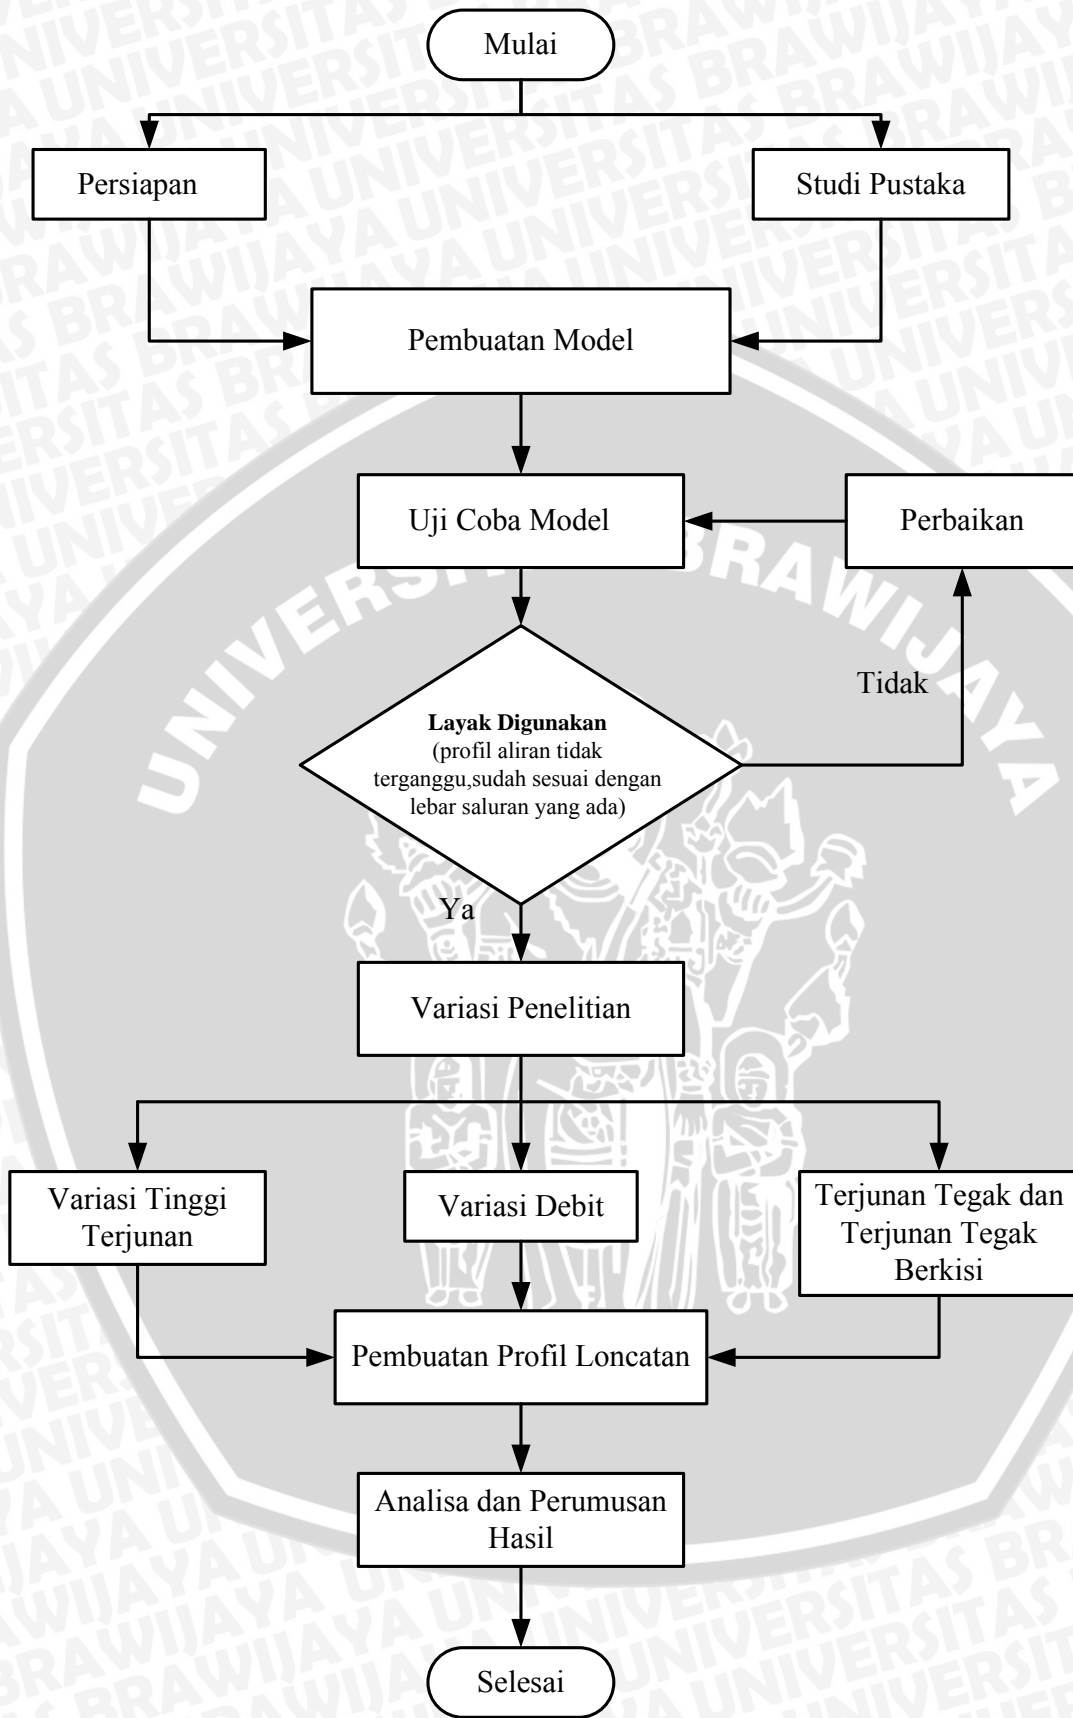 Mulai
Persiapan
Studi Pustaka
Pembuatan Model
Uji Coba Model
Perbaikan
Tidak
Layak Digunakan
(profil aliran tidak
terganggu,sudah sesuai dengan
lebar saluran yang ada)
Ya
Variasi Penelitian
Variasi Tinggi
Terjunan
Variasi Debit
Terjunan Tegak dan
Terjunan Tegak
Berkisi
Pembuatan Profil Loncatan
Analisa dan Perumusan
Hasil
Selesai
UNIVERSITAS BRAWIJAYA